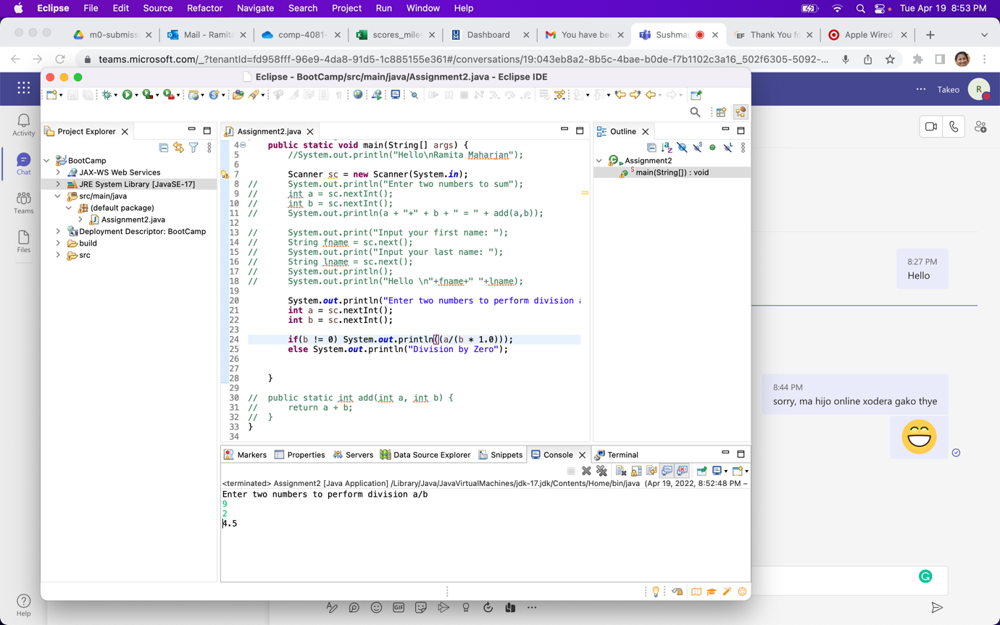 Eclipse File Edit Source Refactor Navigate Search Project Run Window Help Tue Apr 19 8:53 PM
m0-submiss Mail - Ramita comp-4081- scores_miles Dashboard You have bee Sushma Thank You fo Apple Wired
teams.microsoft.com/_?tenantId=fd958fff-96e9-4da8-91d5-1c885155e361#/conversations/19:043eb8a2-8b5c-4bae-b0de-f7b1102c3a16_502f6305-5092-...
Eclipse - BootCamp/src/main/java/Assignment2.java - Eclipse IDE
Takeo
R
Activity
Chat
Teams
Files
Help
Project Explorer
BootCamp
JAX-WS Web Services
JRE System Library [JavaSE-17]
src/main/java
(default package)
Assignment2.java
Deployment Descriptor: BootCamp
build
src
Assignment2.java
4 public static void main(String[] args) {
5 //System.out.println("Hello\nRamita Maharjan");
6
7 Scanner sc = new Scanner(System.in);
8 // System.out.println("Enter two numbers to sum");
9 // int a = sc.nextInt();
10 // int b = sc.nextInt();
11 // System.out.println(a + "+" + b + " = " + add(a,b));
12
13 // System.out.print("Input your first name: ");
14 // String fname = sc.next();
15 // System.out.print("Input your last name: ");
16 // String lname = sc.next();
17 // System.out.println();
18 // System.out.println("Hello \n"+fname+" "+lname);
19
20 System.out.println("Enter two numbers to perform division a
21 int a = sc.nextInt();
22 int b = sc.nextInt();
23
24 if(b != 0) System.out.println((a/(b * 1.0)));
25 else System.out.println("Division by Zero");
26
27
28 }
29
30 // public static int add(int a, int b) {
31 // return a + b;
32 // }
33 }
34
Outline
Assignment2
main(String[]) : void
Markers Properties Servers Data Source Explorer Snippets Console Terminal
<terminated> Assignment2 [Java Application] /Library/Java/JavaVirtualMachines/jdk-17.jdk/Contents/Home/bin/java (Apr 19, 2022, 8:52:48 PM –
Enter two numbers to perform division a/b
9
2
4.5
8:27 PM
Hello
8:44 PM
sorry, ma hijo online xodera gako thye
GIF